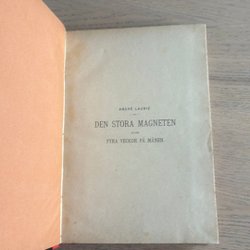 ANDRÉ LAURIE
DEN STORA MAGNETEN
ELLER
FYRA VECKOR PÅ MÅNEN.